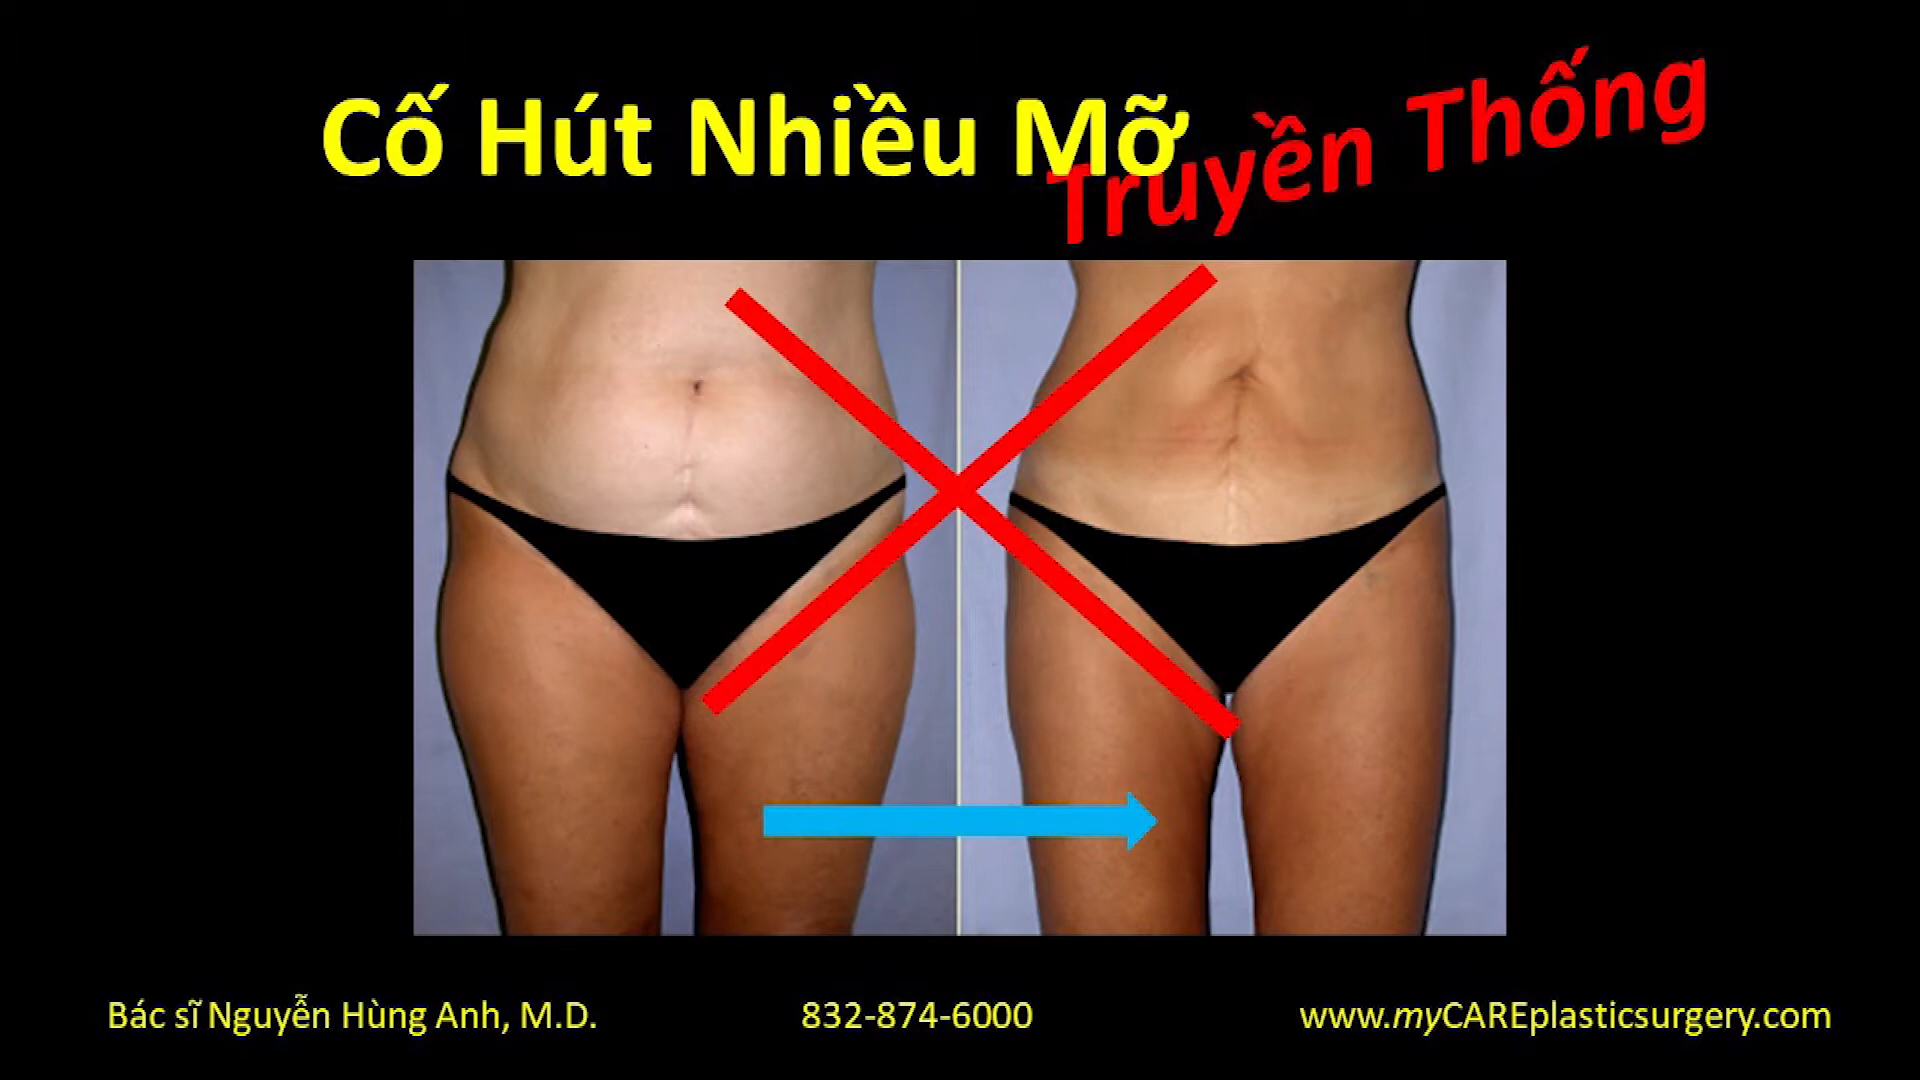 Cố Hút Nhiều Mỡ
Truyền Thống
Bác sĩ Nguyễn Hùng Anh, M.D.
832-874-6000
www.myCAREplasticsurgery.com